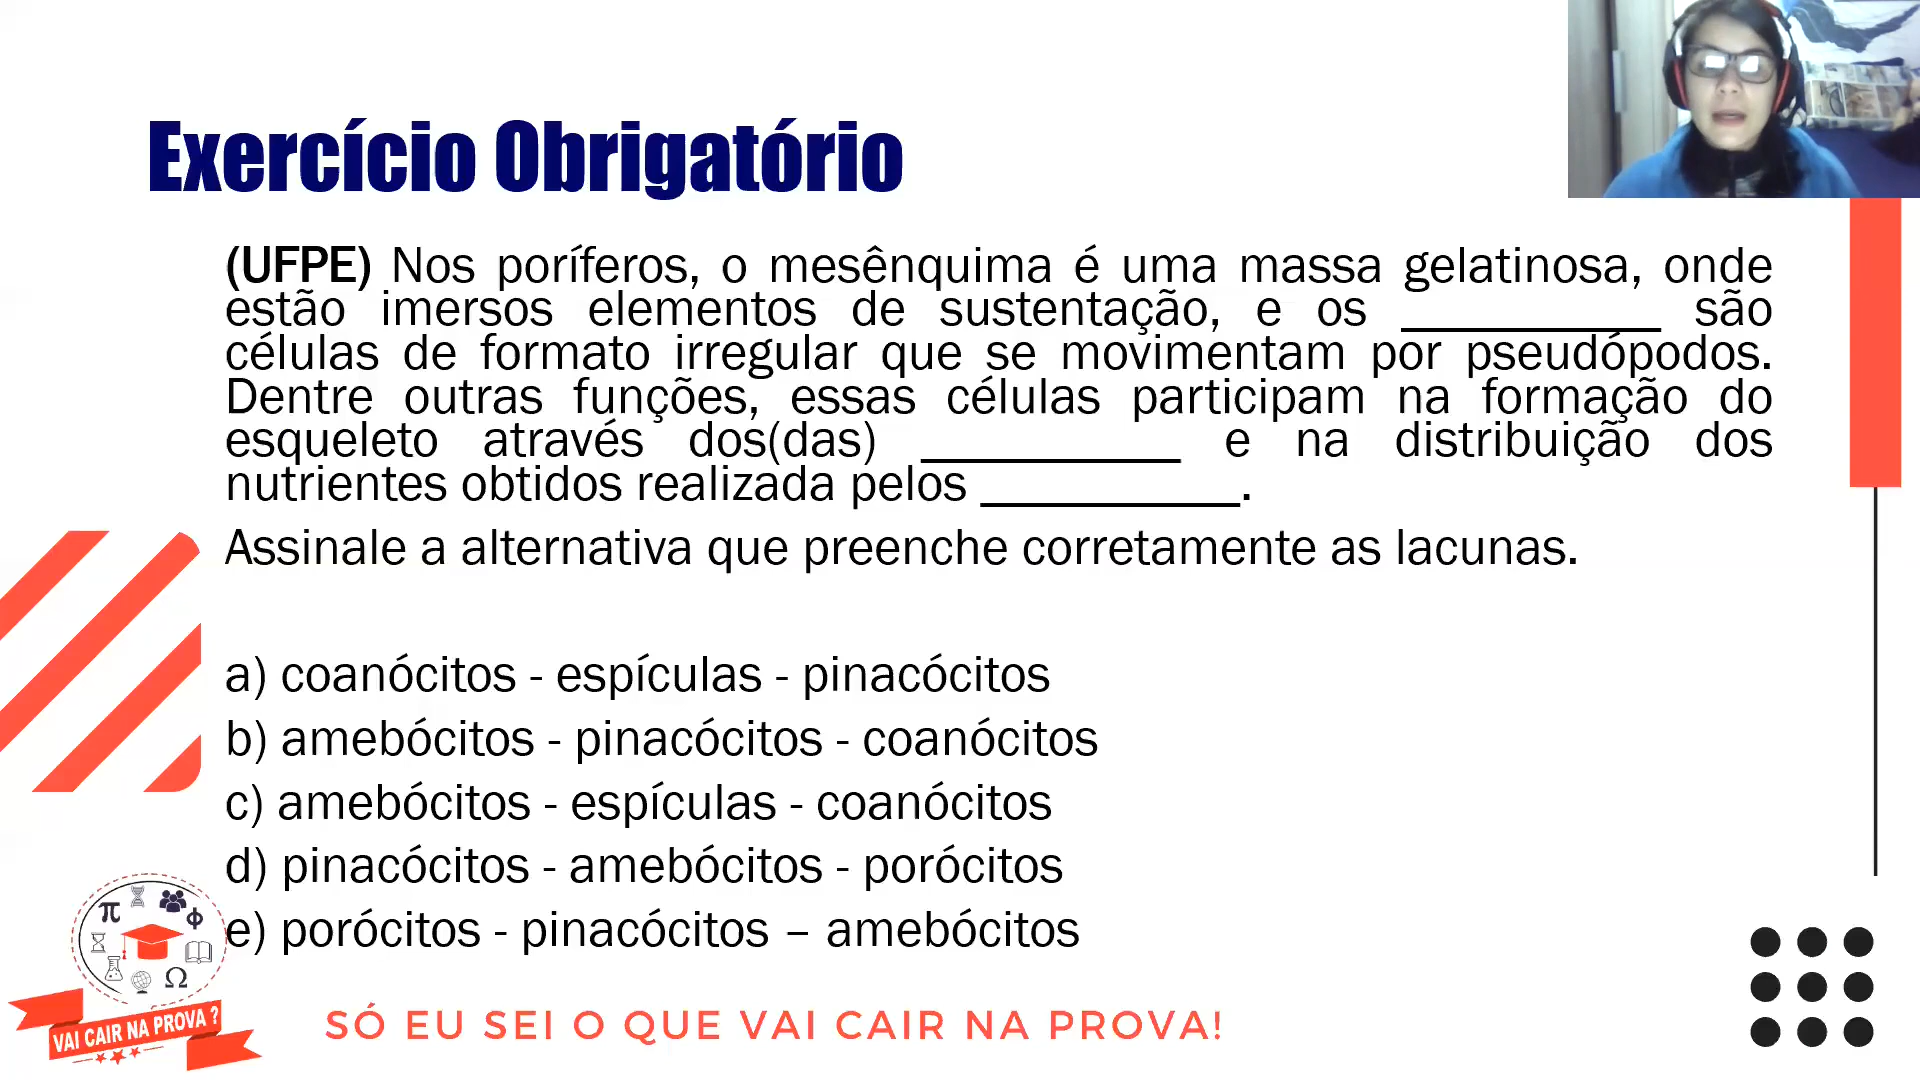 Exercício Obrigatório
(UFPE) Nos poríferos, o mesênquima é uma massa gelatinosa, onde
estão imersos elementos de sustentação, e os __________ são
células de formato irregular que se movimentam por pseudópodos.
Dentre outras funções, essas células participam na formação do
esqueleto através dos(das) __________ e na distribuição dos
nutrientes obtidos realizada pelos __________.
Assinale a alternativa que preenche corretamente as lacunas.
a) coanócitos - espículas - pinacócitos
b) amebócitos - pinacócitos - coanócitos
c) amebócitos - espículas - coanócitos
d) pinacócitos - amebócitos - porócitos
e) porócitos - pinacócitos – amebócitos
π
ϕ
Ω
VAI CAIR NA PROVA ?
SÓ EU SEI O QUE VAI CAIR NA PROVA!